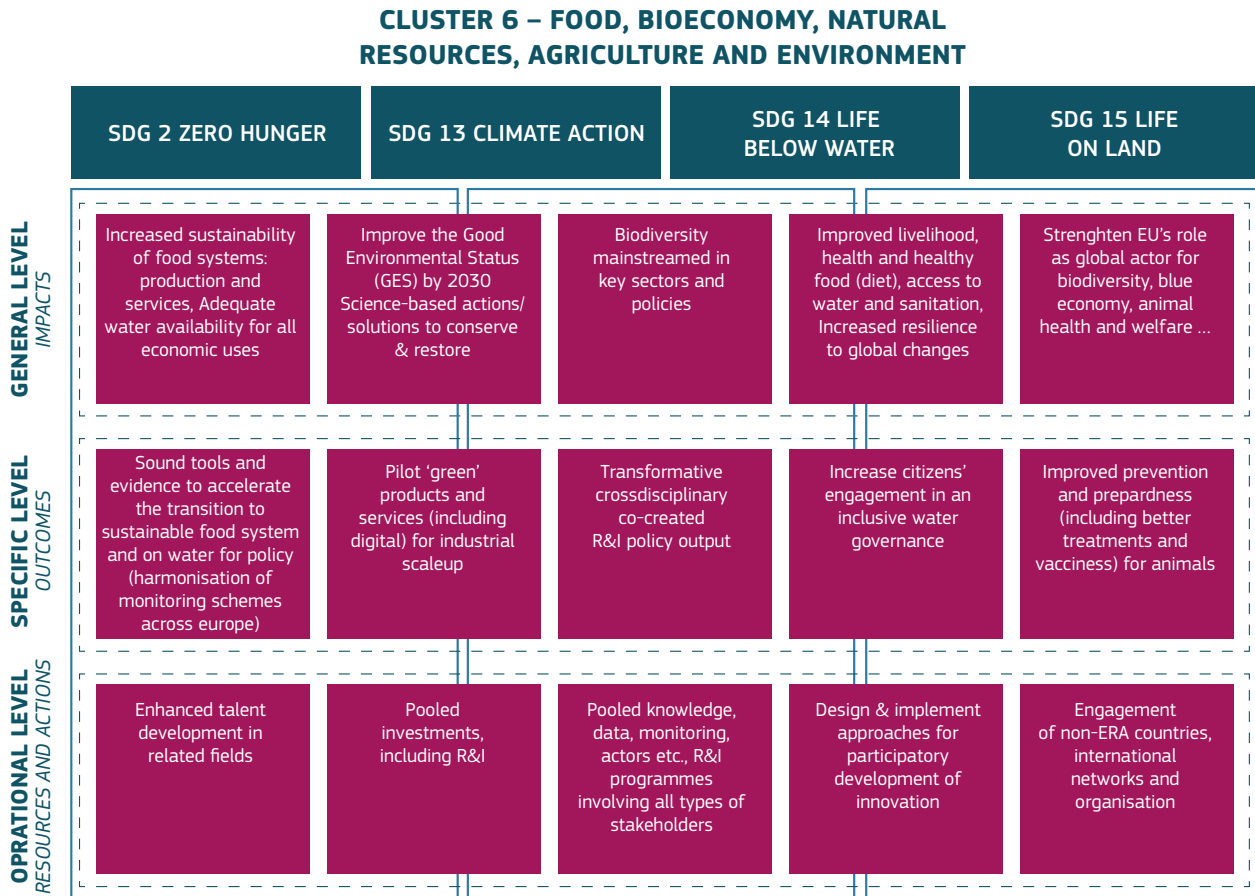 CLUSTER 6 – FOOD, BIOECONOMY, NATURAL
RESOURCES, AGRICULTURE AND ENVIRONMENT
SDG 2 ZERO HUNGER
SDG 13 CLIMATE ACTION
SDG 14 LIFE
BELOW WATER
SDG 15 LIFE
ON LAND
GENERAL LEVEL
IMPACTS
Increased sustainability
of food systems:
production and
services, Adequate
water availability for all
economic uses
Improve the Good
Environmental Status
(GES) by 2030
Science-based actions/
solutions to conserve
& restore
Biodiversity
mainstreamed in
key sectors and
policies
Improved livelihood,
health and healthy
food (diet), access to
water and sanitation,
Increased resilience
to global changes
Strenghten EU's role
as global actor for
biodiversity, blue
economy, animal
health and welfare ...
SPECIFIC LEVEL
OUTCOMES
Sound tools and
evidence to accelerate
the transition to
sustainable food system
and on water for policy
(harmonisation of
monitoring schemes
across europe)
Pilot 'green'
products and
services (including
digital) for industrial
scaleup
Transformative
crossdisciplinary
co-created
R&I policy output
Increase citizens'
engagement in an
inclusive water
governance
Improved prevention
and prepardness
(including better
treatments and
vacciness) for animals
OPRATIONAL LEVEL
RESOURCES AND ACTIONS
Enhanced talent
development in
related fields
Pooled
investments,
including R&I
Pooled knowledge,
data, monitoring,
actors etc., R&I
programmes
involving all types of
stakeholders
Design & implement
approaches for
participatory
development of
innovation
Engagement
of non-ERA countries,
international
networks and
organisation